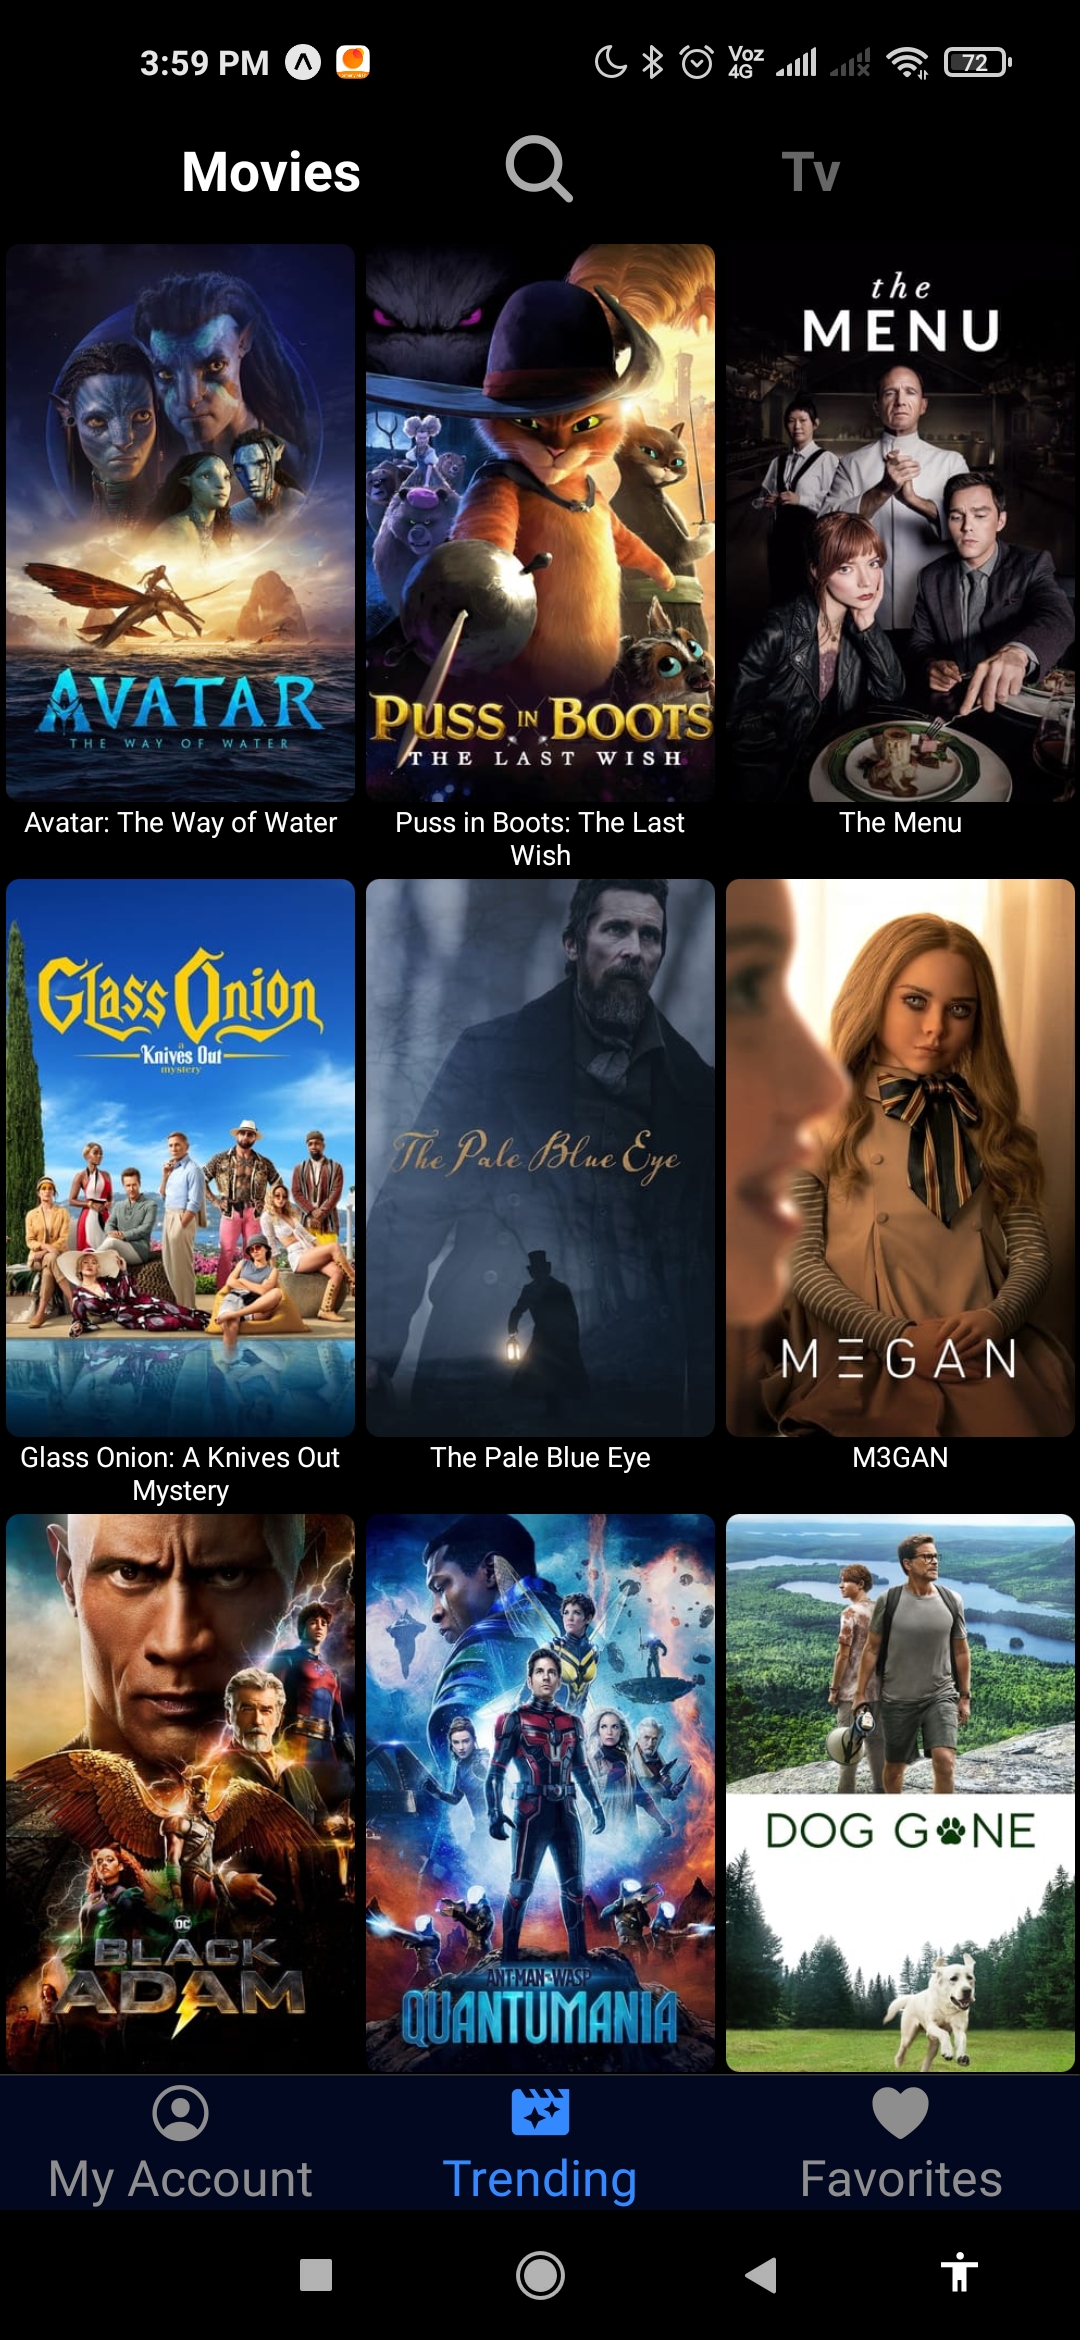 3:59 PM
Voz
4G
72
Movies
Tv
AVATAR
THE WAY OF WATER
PUSS IN BOOTS
THE LAST WISH
the
MENU
Avatar: The Way of Water
Puss in Boots: The Last
Wish
The Menu
Glass Onion
a
Knives Out
mystery
The Pale Blue Eye
MΞGAN
Glass Onion: A Knives Out
Mystery
The Pale Blue Eye
M3GAN
DC
BLACK
ADAM
ANT-MAN AND THE WASP
QUANTUMANIA
DOG GONE
My Account
Trending
Favorites